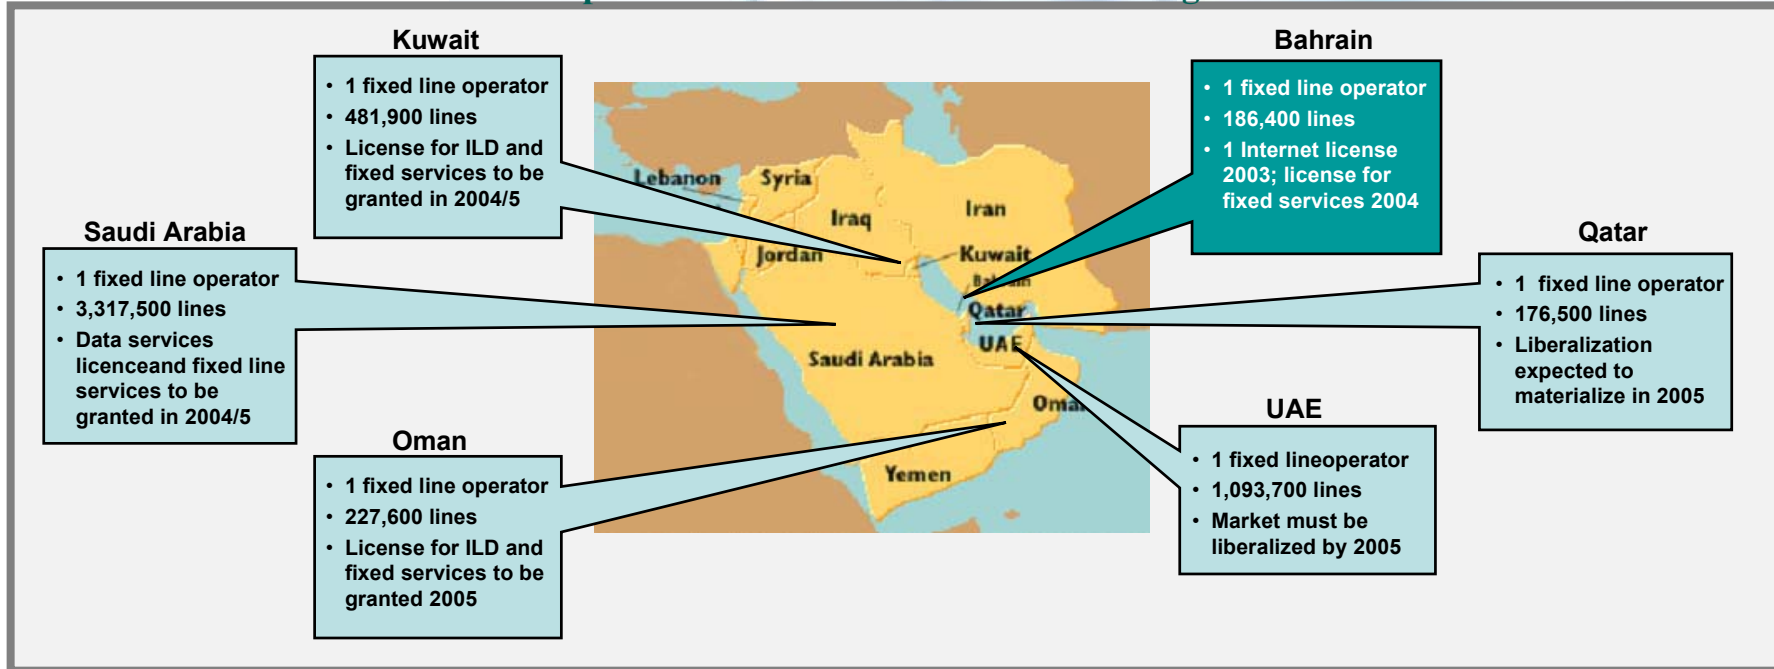 Kuwait
• 1 fixed line operator
• 481,900 lines
• License for ILD and
fixed services to be
granted in 2004/5
Bahrain
• 1 fixed line operator
• 186,400 lines
• 1 Internet license
2003; license for
fixed services 2004
Saudi Arabia
• 1 fixed line operator
• 3,317,500 lines
• Data services
licenceand fixed line
services to be
granted in 2004/5
Qatar
• 1 fixed line operator
• 176,500 lines
• Liberalization
expected to
materialize in 2005
Oman
• 1 fixed line operator
• 227,600 lines
• License for ILD and
fixed services to be
granted 2005
UAE
• 1 fixed lineoperator
• 1,093,700 lines
• Market must be
liberalized by 2005
Lebanon
Syria
Iraq
Iran
Jordan
Kuwait
Bahrain
Qatar
UAE
Saudi Arabia
Oman
Yemen